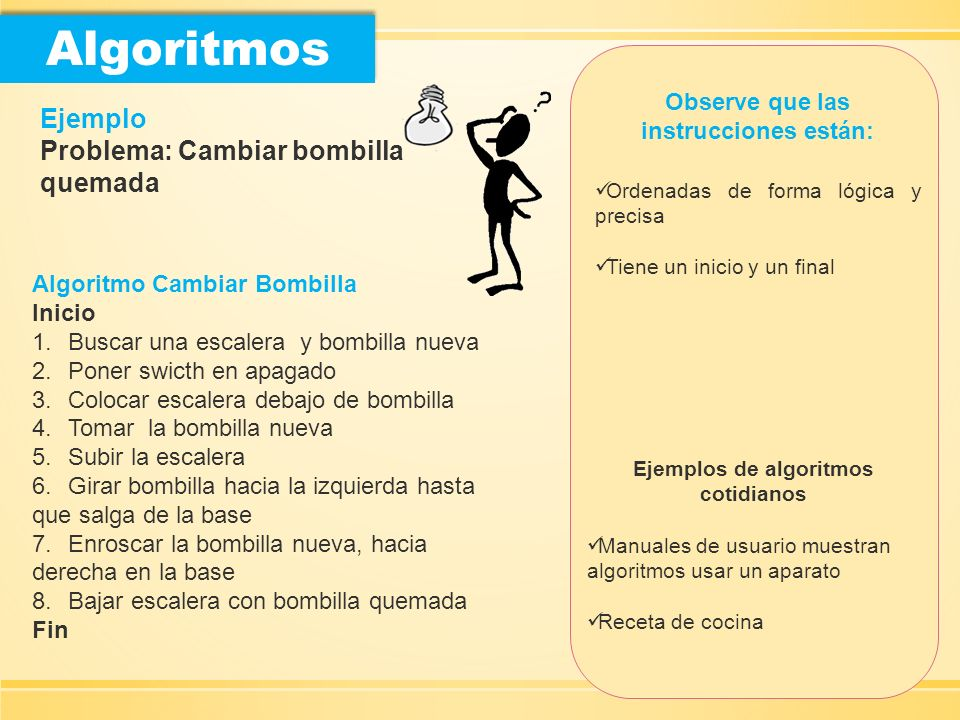 Algoritmos
Ejemplo
Problema: Cambiar bombilla
quemada
?
Algoritmo Cambiar Bombilla
Inicio
1. Buscar una escalera y bombilla nueva
2. Poner swicth en apagado
3. Colocar escalera debajo de bombilla
4. Tomar la bombilla nueva
5. Subir la escalera
6. Girar bombilla hacia la izquierda hasta
que salga de la base
7. Enroscar la bombilla nueva, hacia
derecha en la base
8. Bajar escalera con bombilla quemada
Fin
Observe que las
instrucciones están:
✓Ordenadas de forma lógica y
precisa
✓Tiene un inicio y un final
Ejemplos de algoritmos
cotidianos
✓Manuales de usuario muestran
algoritmos usar un aparato
✓Receta de cocina